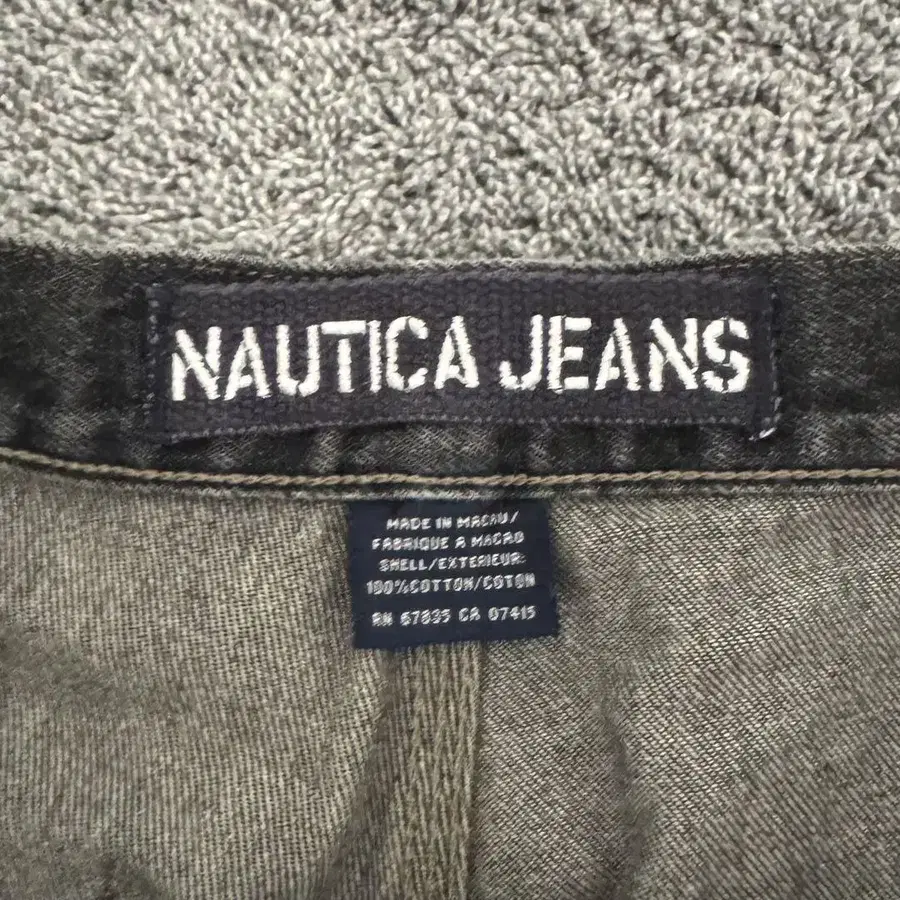 NAUTICA JEANS
MADE IN MACAU/
FABRIQUE A MACAO
SHELL/EXTERIEUR:
100%COTTON/COTON
RN 67835 CA 07415